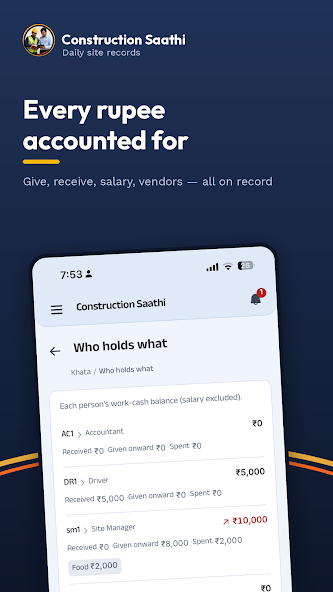 Construction Saathi
Daily site records
Every rupee
accounted for
Give, receive, salary, vendors — all on record
7:53
26
Construction Saathi
1
Who holds what
Khata / Who holds what
Each person's work-cash balance (salary excluded).
AC1 > Accountant ₹0
Received ₹0 · Given onward ₹0 · Spent ₹0
DR1 > Driver ₹5,000
Received ₹5,000 · Given onward ₹0 · Spent ₹0
sm1 > Site Manager ↗ ₹10,000
Received ₹0 · Given onward ₹8,000 · Spent ₹2,000
Food ₹2,000
₹0